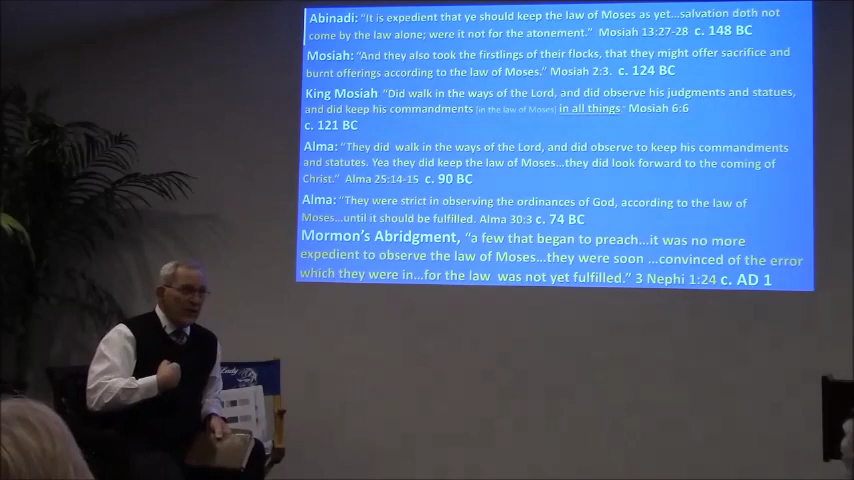 Abinadi: "It is expedient that ye should keep the law of Moses as yet...salvation doth not
come by the law alone; were it not for the atonement." Mosiah 13:27-28 c. 148 BC
Mosiah: "And they also took the firstlings of their flocks, that they might offer sacrifice and
burnt offerings according to the law of Moses." Mosiah 2:3. c. 124 BC
King Mosiah "Did walk in the ways of the Lord, and did observe his judgments and statues,
and did keep his commandments (in the law of Moses) in all things." Mosiah 6:6
c. 121 BC
Alma: "They did walk in the ways of the Lord, and did observe to keep his commandments
and statutes. Yea they did keep the law of Moses...they did look forward to the coming of
Christ." Alma 25:14-15 c. 90 BC
Alma: "They were strict in observing the ordinances of God, according to the law of
Moses...until it should be fulfilled. Alma 30:3 c. 74 BC
Mormon's Abridgment, "a few that began to preach...it was no more
expedient to observe the law of Moses...they were soon ...convinced of the error
which they were in...for the law was not yet fulfilled." 3 Nephi 1:24 c. AD 1
Lady